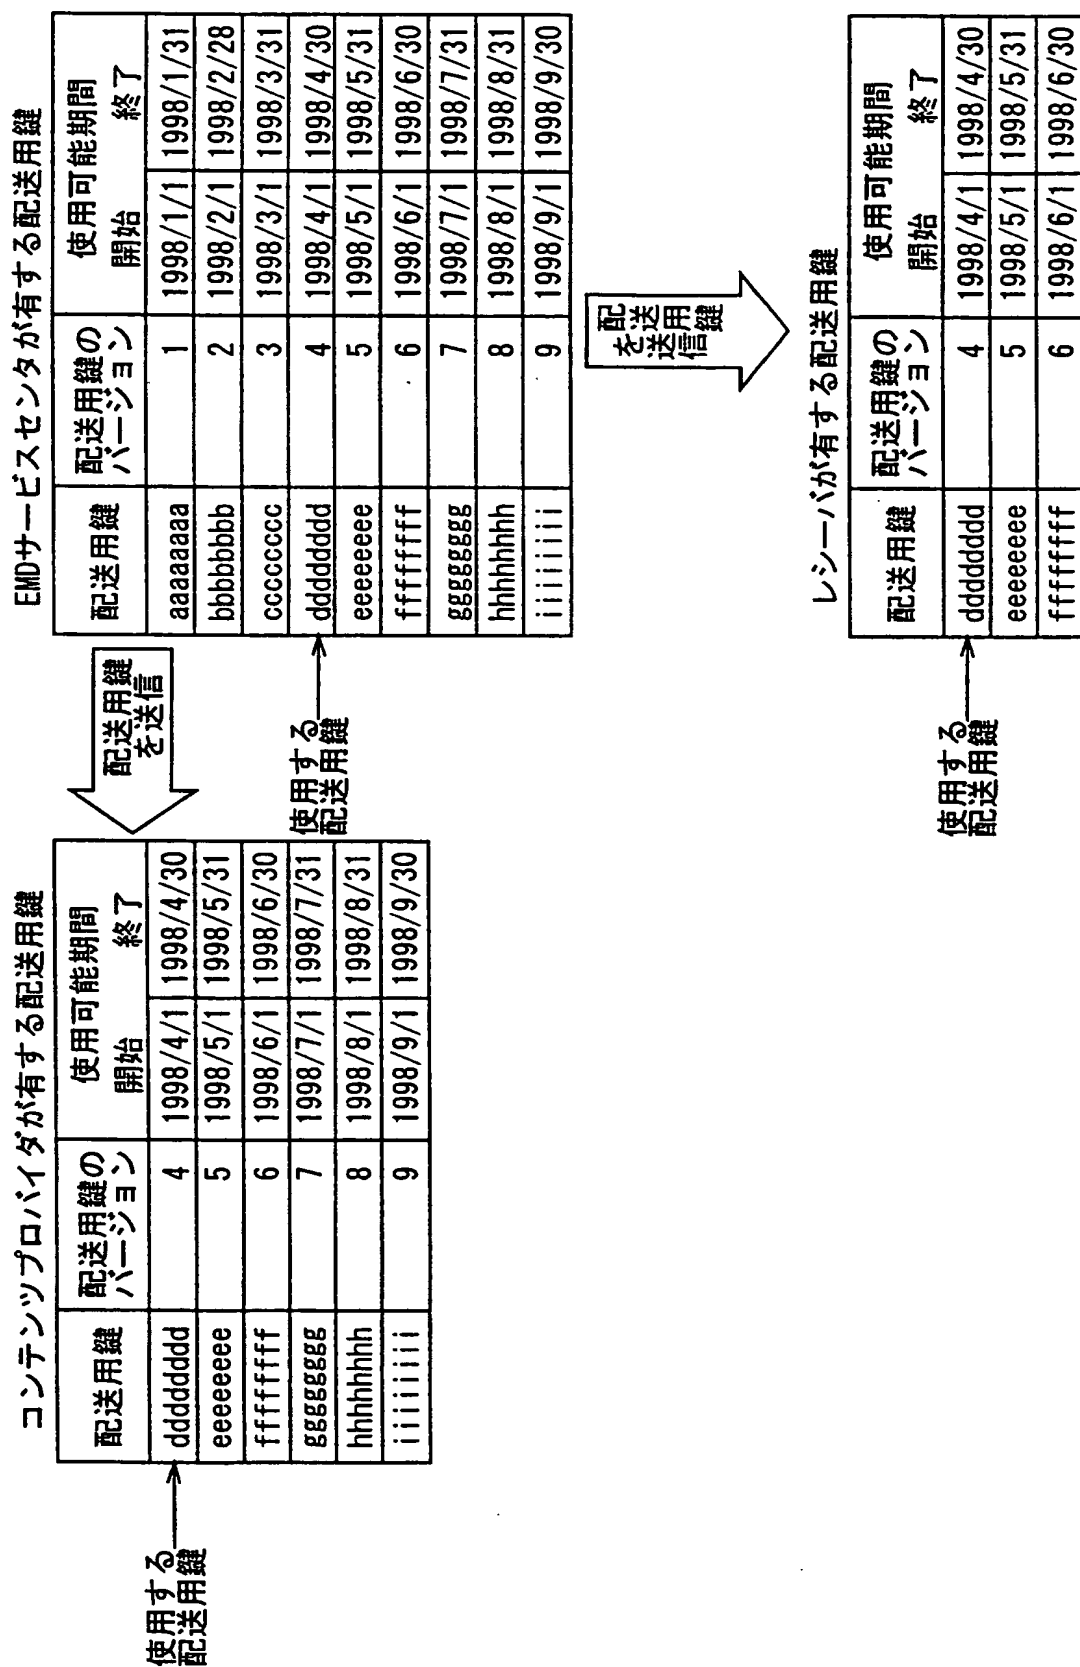 コンテンツプロバイダが有する配送用鍵
配送用鍵 配送用鍵の バージョン 使用可能期間 開始 終了
dddddddd 4 1998/4/1 1998/4/30
eeeeeeee 5 1998/5/1 1998/5/31
ffffffff 6 1998/6/1 1998/6/30
gggggggg 7 1998/7/1 1998/7/31
hhhhhhhh 8 1998/8/1 1998/8/31
iiiiiiii 9 1998/9/1 1998/9/30
使用する
配送用鍵
配送用鍵
を送信
EMDサービスセンタが有する配送用鍵
配送用鍵 配送用鍵の バージョン 使用可能期間 開始 終了
aaaaaaaa 1 1998/1/1 1998/1/31
bbbbbbbb 2 1998/2/1 1998/2/28
cccccccc 3 1998/3/1 1998/3/31
dddddddd 4 1998/4/1 1998/4/30
eeeeeeee 5 1998/5/1 1998/5/31
ffffffff 6 1998/6/1 1998/6/30
gggggggg 7 1998/7/1 1998/7/31
hhhhhhhh 8 1998/8/1 1998/8/31
iiiiiiii 9 1998/9/1 1998/9/30
使用する
配送用鍵
配送用鍵
を送信
レシーバが有する配送用鍵
配送用鍵 配送用鍵の バージョン 使用可能期間 開始 終了
dddddddd 4 1998/4/1 1998/4/30
eeeeeeee 5 1998/5/1 1998/5/31
ffffffff 6 1998/6/1 1998/6/30
使用する
配送用鍵